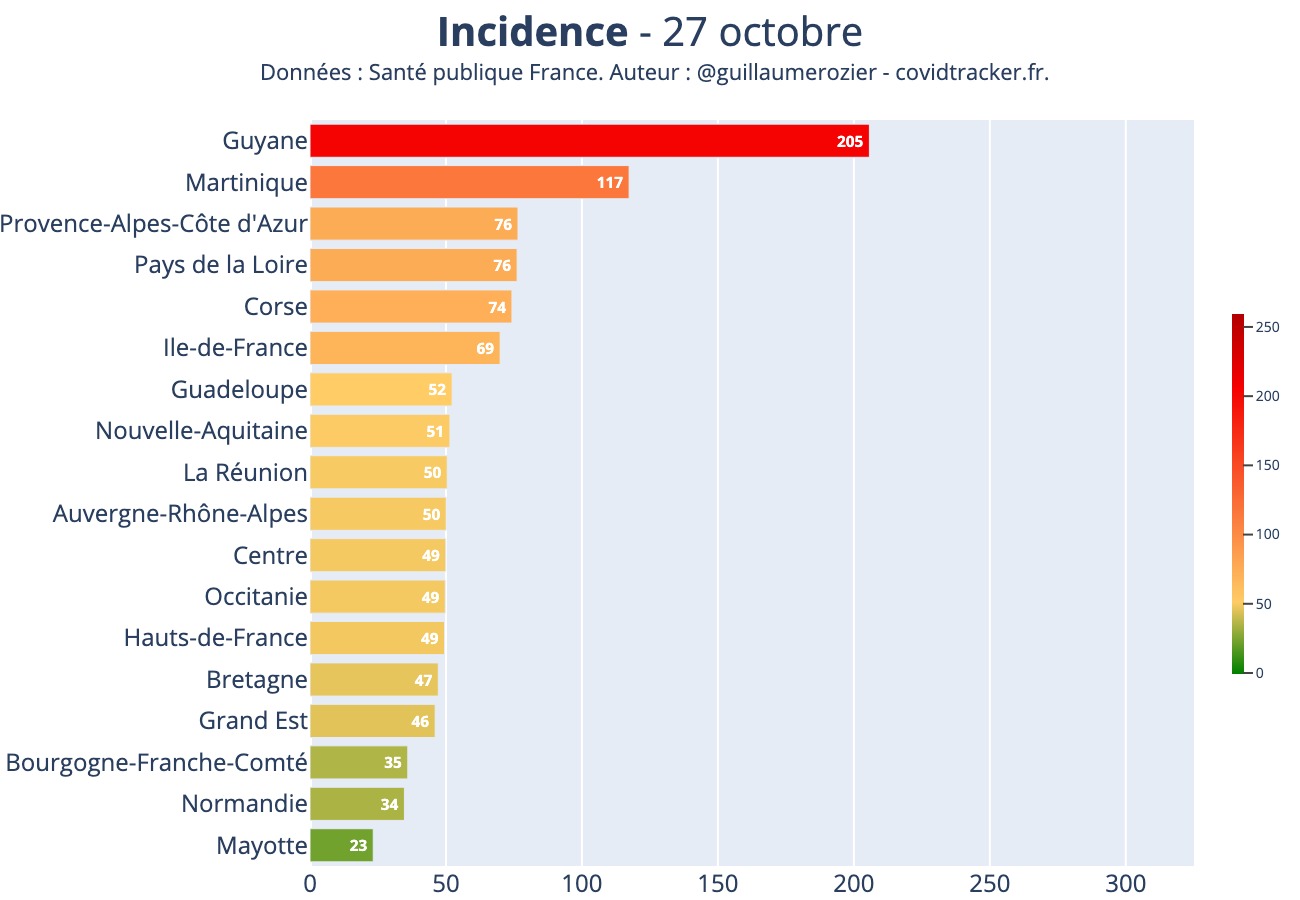 Incidence - 27 octobre
Données : Santé publique France. Auteur : @guillaumerozier - covidtracker.fr.
Guyane 205
Martinique 117
Provence-Alpes-Côte d'Azur 76
Pays de la Loire 76
Corse 74
Ile-de-France 69
Guadeloupe 52
Nouvelle-Aquitaine 51
La Réunion 50
Auvergne-Rhône-Alpes 50
Centre 49
Occitanie 49
Hauts-de-France 49
Bretagne 47
Grand Est 46
Bourgogne-Franche-Comté 35
Normandie 34
Mayotte 23
0 50 100 150 200 250 300
250
200
150
100
50
0